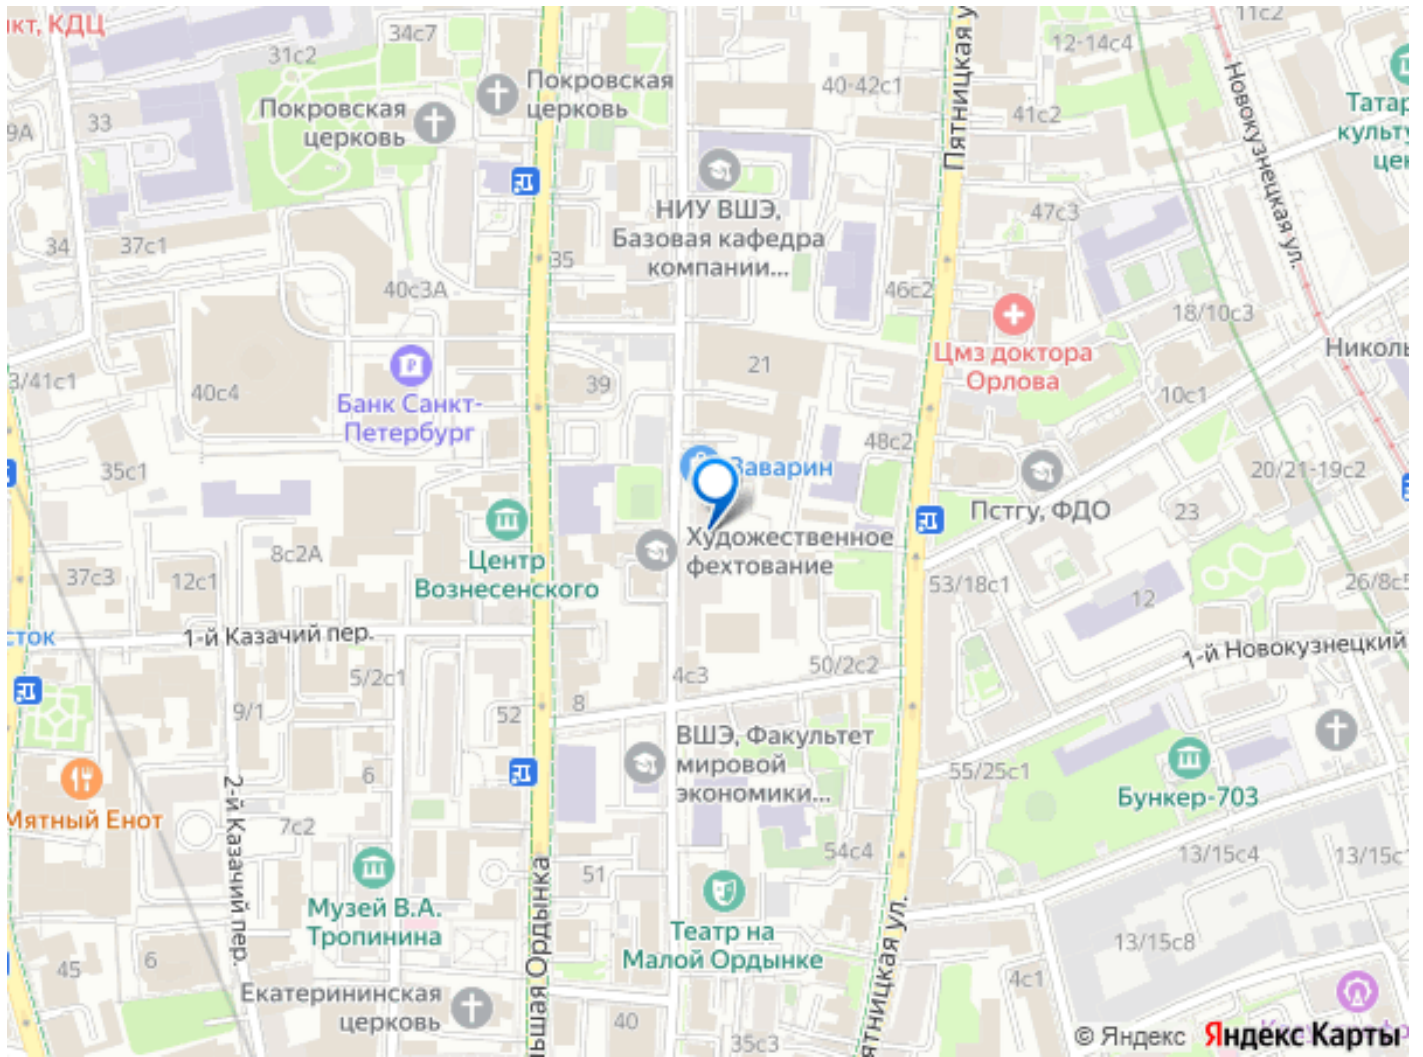 кт, КДЦ
34с7
31с2
Покровская
церковь
Покровская
церковь
40-42с1
Пятницкая у
12-14с4
11с2
Новокузнецкая ул.
Татар
культу
цен
41с2
33
9А
34
37с1
НИУ ВШЭ,
Базовая кафедра
компании...
47с3
35
40с3А
46с2
Цмз доктора
Орлова
18/10с3
Николь
3/41с1
40с4
Банк Санкт-
Петербург
39
21
10с1
35с1
Заварин
48с2
20/21-19с2
Пстгу, ФДО
23
8с2А
Центр
Вознесенского
Художественное
фехтование
37с3
12с1
53/18с1
12
26/8с5
сток
1-й Казачий пер.
1-й Новокузнецкий
5/2с1
4с3
50/2с2
9/1
52
8
ВШЭ, Факультет
мировой
экономики...
6
2-й Казачий пер.
55/25с1
Бункер-703
Мятный Енот
7с2
54с4
13/15с4
13/15с
51
Музей В.А.
Тропинина
ьшая Ордынка
Театр на
Малой Ордынке
ятницкая ул.
13/15с8
45
6
4с1
Екатерининская
церковь
40
35с3
© Яндекс
Яндекс Карты